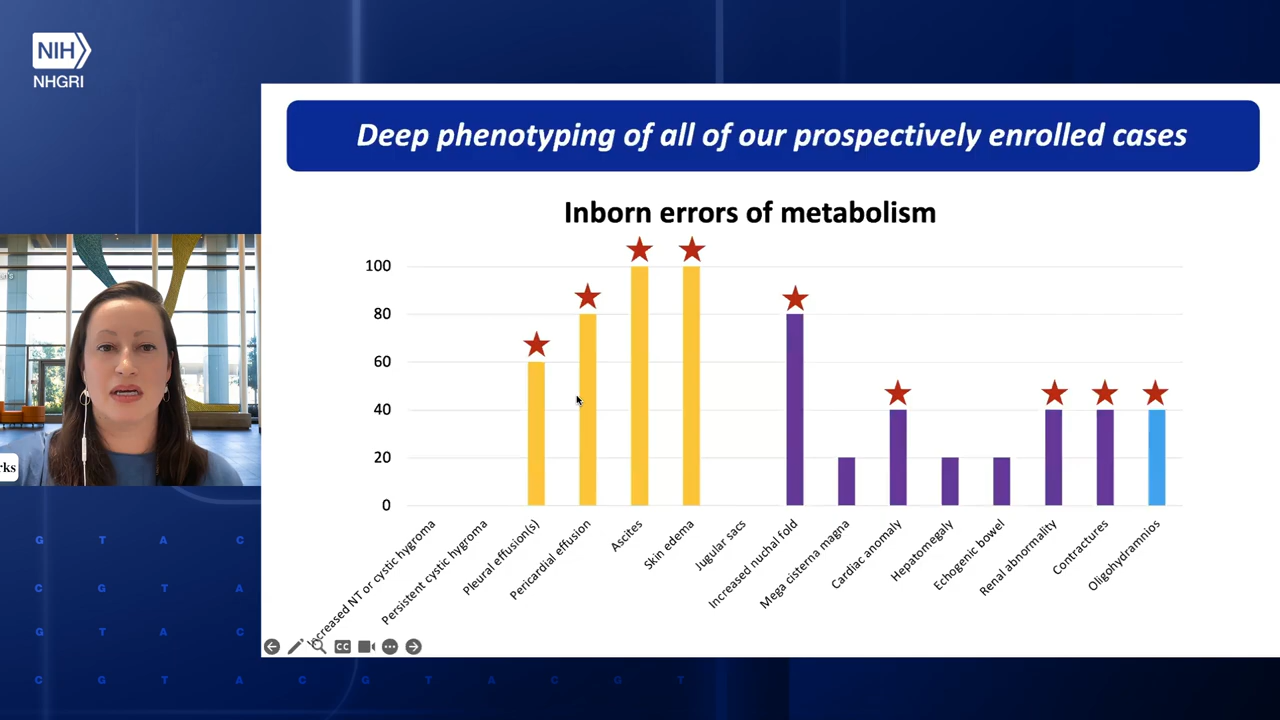 NIH
NHGRI
Deep phenotyping of all of our prospectively enrolled cases
Inborn errors of metabolism
100
80
60
40
20
0
Increased NT or cystic hygroma
Persistent cystic hygroma
Pleural effusion(s)
Pericardial effusion
Ascites
Skin edema
Jugular sacs
Increased nuchal fold
Mega cisterna magna
Cardiac anomaly
Hepatomegaly
Echogenic bowel
Renal abnormality
Contractures
Oligohydramnios
rks
CC
G T A C
C G T A
G T A C
C G T A C G T A C G T